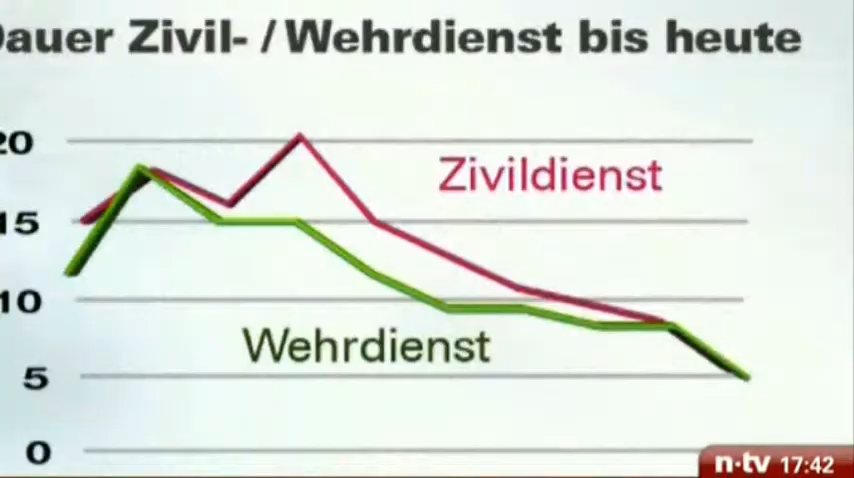 Dauer Zivil- / Wehrdienst bis heute
20
Zivildienst
15
10
Wehrdienst
5
0
n-tv 17:42